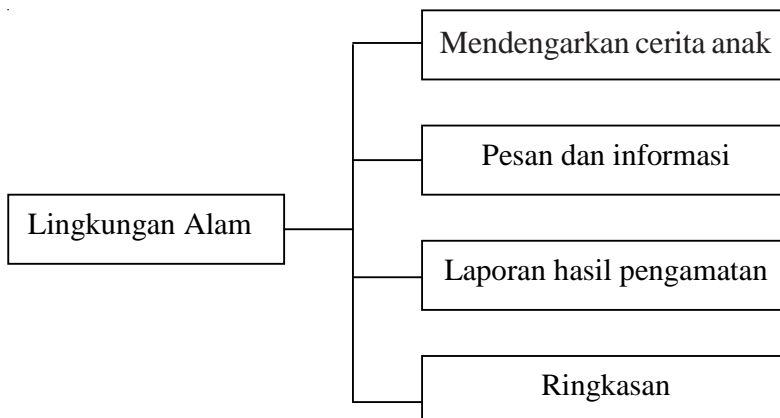 Mendengarkan cerita anak
Pesan dan informasi
Lingkungan Alam
Laporan hasil pengamatan
Ringkasan